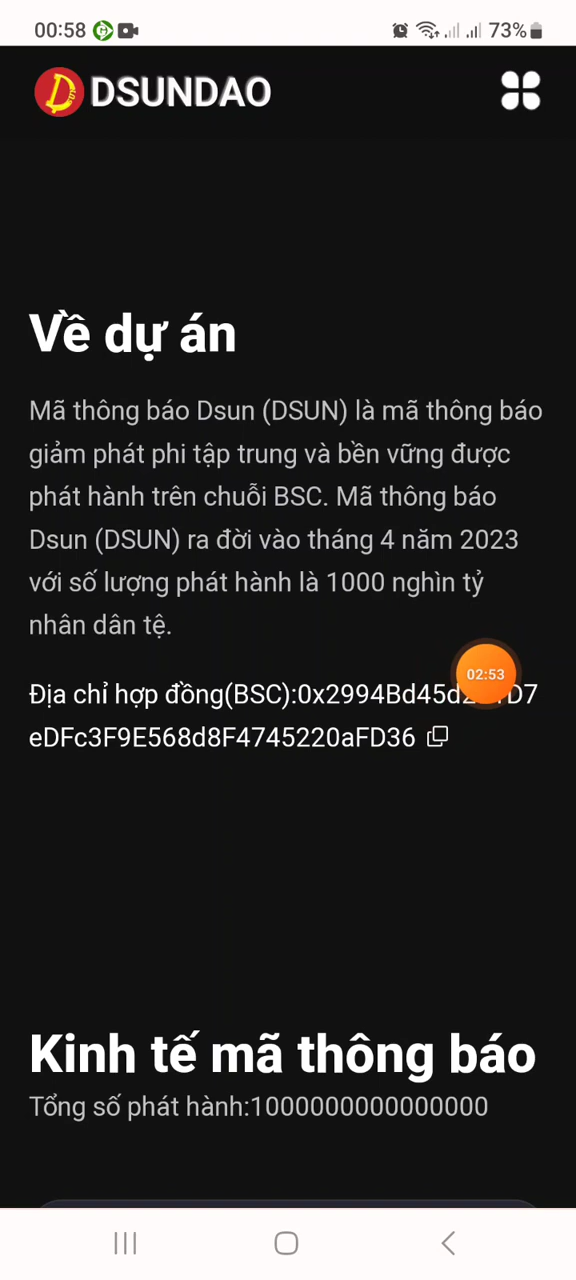 00:58
73%
DSUNDAO
Về dự án
Mã thông báo Dsun (DSUN) là mã thông báo
giảm phát phi tập trung và bền vững được
phát hành trên chuỗi BSC. Mã thông báo
Dsun (DSUN) ra đời vào tháng 4 năm 2023
với số lượng phát hành là 1000 nghìn tỷ
nhân dân tệ.
02:53
Địa chỉ hợp đồng(BSC):
eDFc3F9E568d8F4745220aFD36
Kinh tế mã thông báo
Tổng số phát hành:1000000000000000